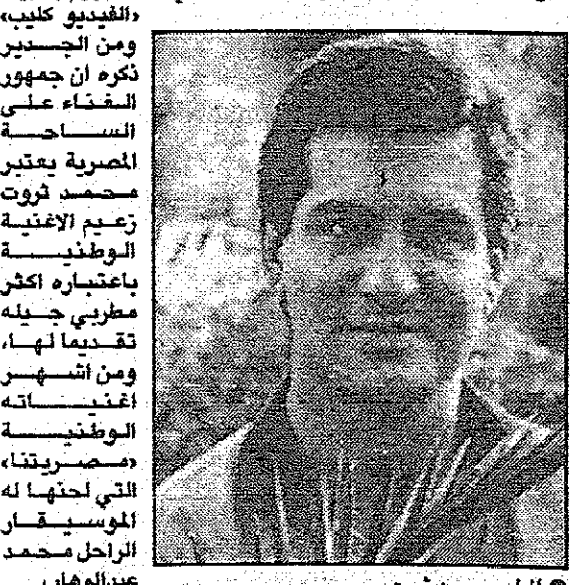 «الفيديو كليب»
ومن الجدير
ذكره ان جمهور
الغناء على
الساحة
المصرية يعتبر
محمد ثروت
زعيم الاغنية
الوطنية
باعتباره اكثر
مطربي جيله
تقديما لها،
ومن اشهر
اغنياته
الوطنية
«مصريتنا»
التي لحنها له
الموسيقار
الراحل محمد
عبدالوهاب